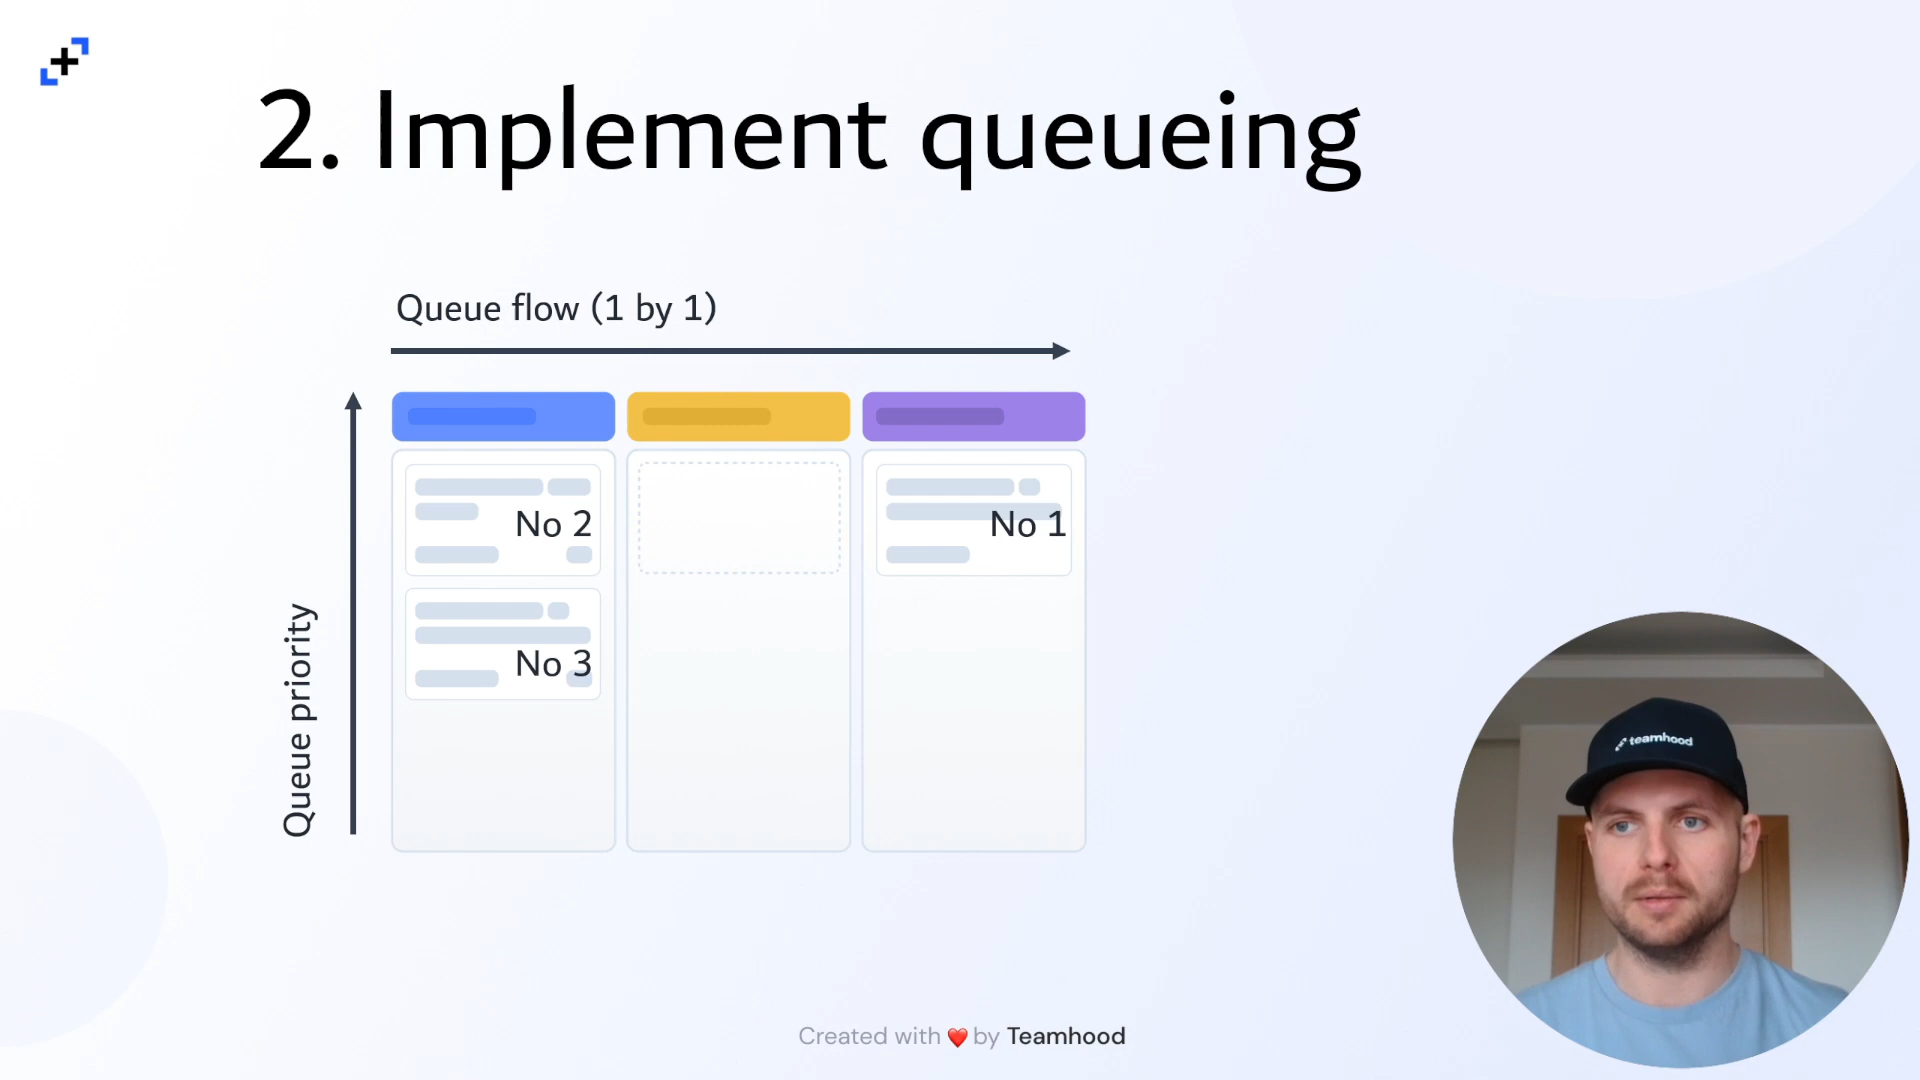 2. Implement queueing
Queue flow (1 by 1)
Queue priority
No 2
No 1
No 3
teamhood
Created with ❤️ by Teamhood